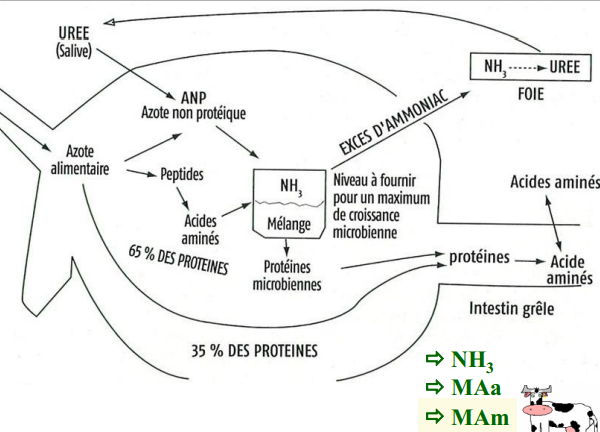 UREE
(Salive)
NH3 UREE
FOIE
ANP
Azote non protéique
EXCES D'AMMONIAC
Azote
alimentaire
Peptides
Acides
aminés
NH3
Mélange
Niveau à fournir
pour un maximum
de croissance
microbienne
Acides aminés
65 % DES PROTEINES
Protéines
microbiennes
protéines
Acide
aminés
Intestin grêle
35 % DES PROTEINES
⇨ NH3
⇨ MAa
⇨ MAm